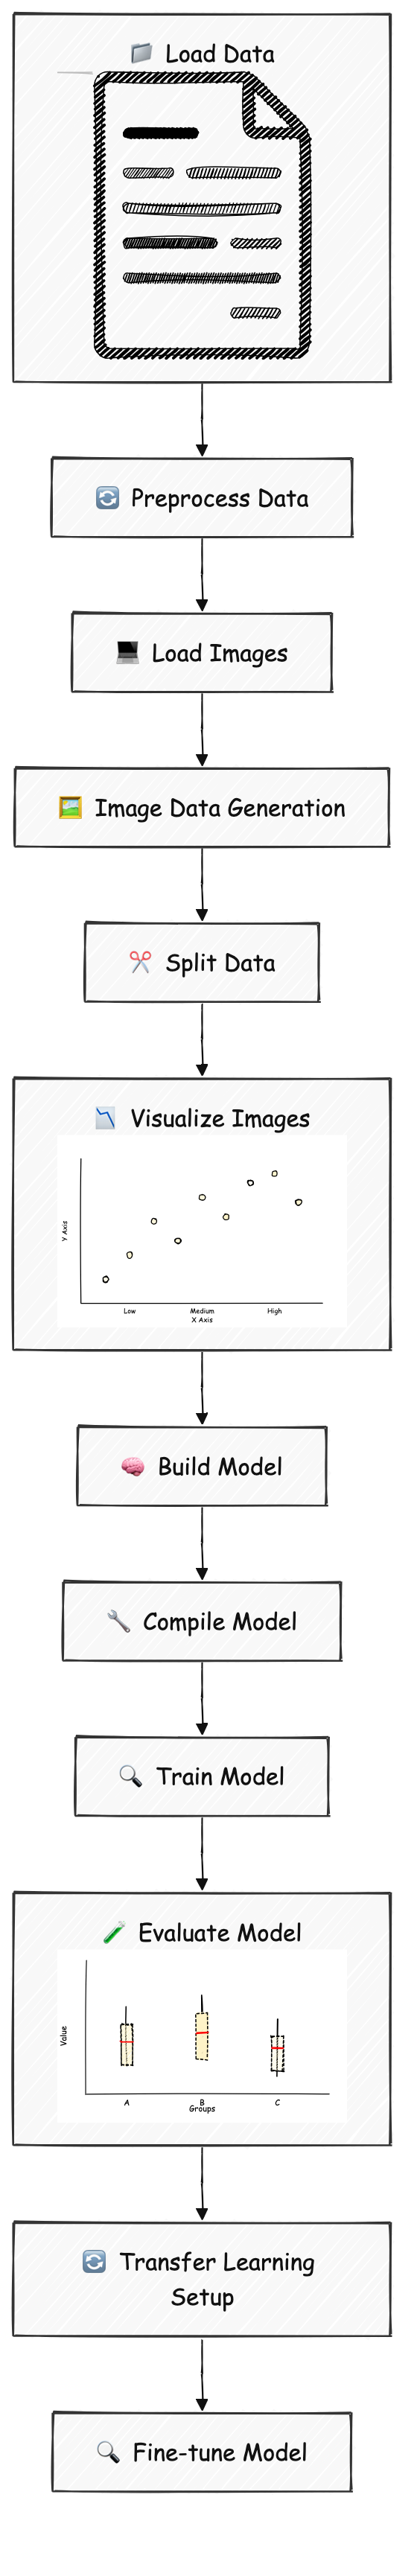 Load Data
Preprocess Data
Load Images
Image Data Generation
Split Data
Visualize Images
Y Axis
Low Medium High
X Axis
Build Model
Compile Model
Train Model
Evaluate Model
Value
A B C
Groups
Transfer Learning
Setup
Fine-tune Model